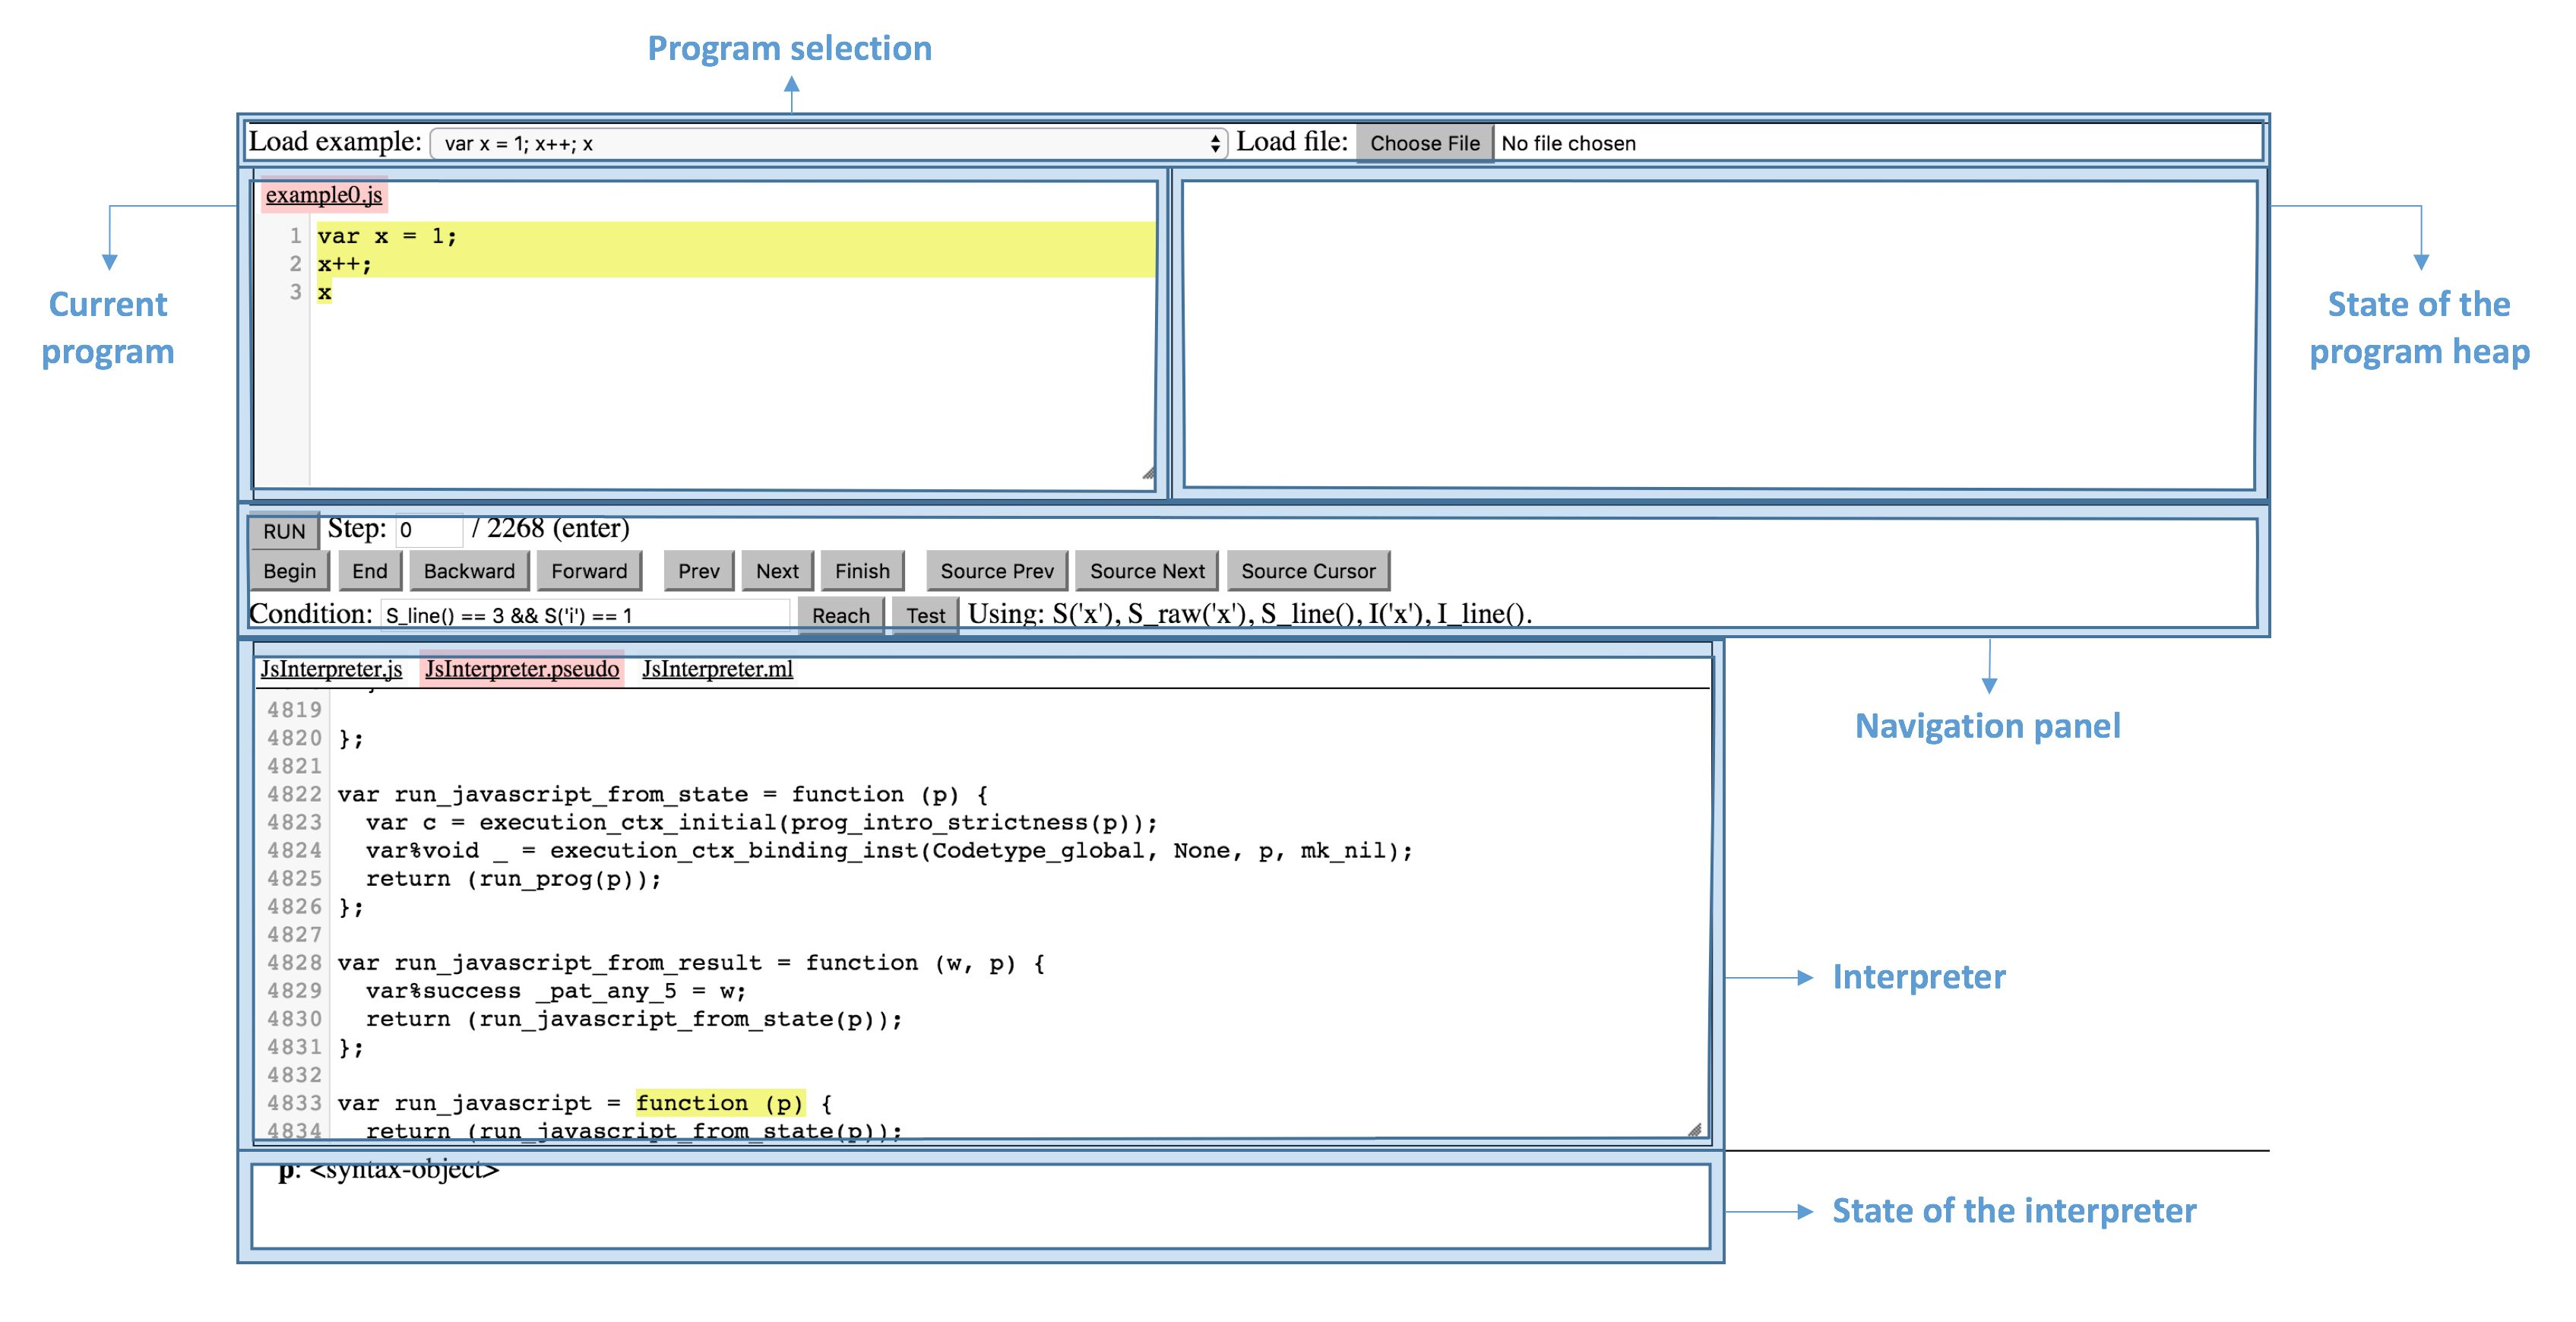 Program selection
Load example: var x = 1; x++; x Load file: Choose File No file chosen
example0.js
1 var x = 1;
2 x++;
3 x
Current
program
State of the
program heap
RUN Step: 0 / 2268 (enter)
Begin End Backward Forward Prev Next Finish Source Prev Source Next Source Cursor
Condition: S_line() == 3 && S('i') == 1 Reach Test Using: S('x'), S_raw('x'), S_line(), I('x'), I_line().
Navigation panel
JsInterpreter.js JsInterpreter.pseudo JsInterpreter.ml
4819
4820 };
4821
4822 var run_javascript_from_state = function (p) {
4823 var c = execution_ctx_initial(prog_intro_strictness(p));
4824 var%void _ = execution_ctx_binding_inst(Codetype_global, None, p, mk_nil);
4825 return (run_prog(p));
4826 };
4827
4828 var run_javascript_from_result = function (w, p) {
4829 var%success _pat_any_5 = w;
4830 return (run_javascript_from_state(p));
4831 };
4832
4833 var run_javascript = function (p) {
4834 return (run_javascript_from_state(p));
Interpreter
p: <syntax-object>
State of the interpreter